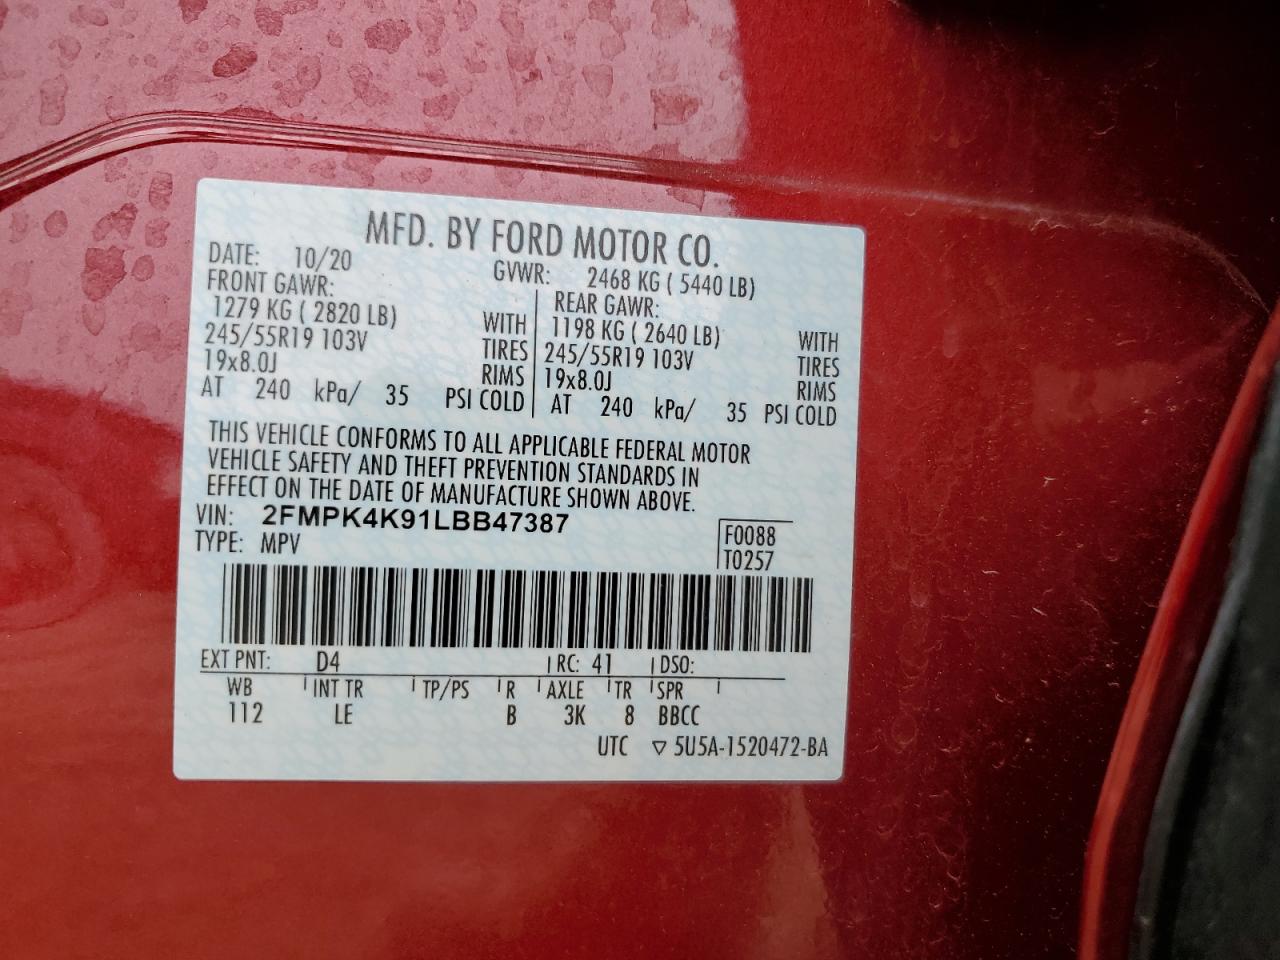 MFD. BY FORD MOTOR CO.
DATE: 10/20 GVWR: 2468 KG ( 5440 LB)
FRONT GAWR: REAR GAWR:
1279 KG ( 2820 LB) WITH 1198 KG ( 2640 LB) WITH
245/55R19 103V TIRES 245/55R19 103V TIRES
19x8.0J RIMS 19x8.0J RIMS
AT 240 kPa/ 35 PSI COLD AT 240 kPa/ 35 PSI COLD
THIS VEHICLE CONFORMS TO ALL APPLICABLE FEDERAL MOTOR
VEHICLE SAFETY AND THEFT PREVENTION STANDARDS IN
EFFECT ON THE DATE OF MANUFACTURE SHOWN ABOVE.
VIN: 2FMPK4K91LBB47387
TYPE: MPV
F0088
T0257
EXT PNT: D4 RC: 41 DSO:
WB INT TR TP/PS R AXLE TR SPR
112 LE B 3K 8 BBCC
UTC ▽ 5U5A-1520472-BA